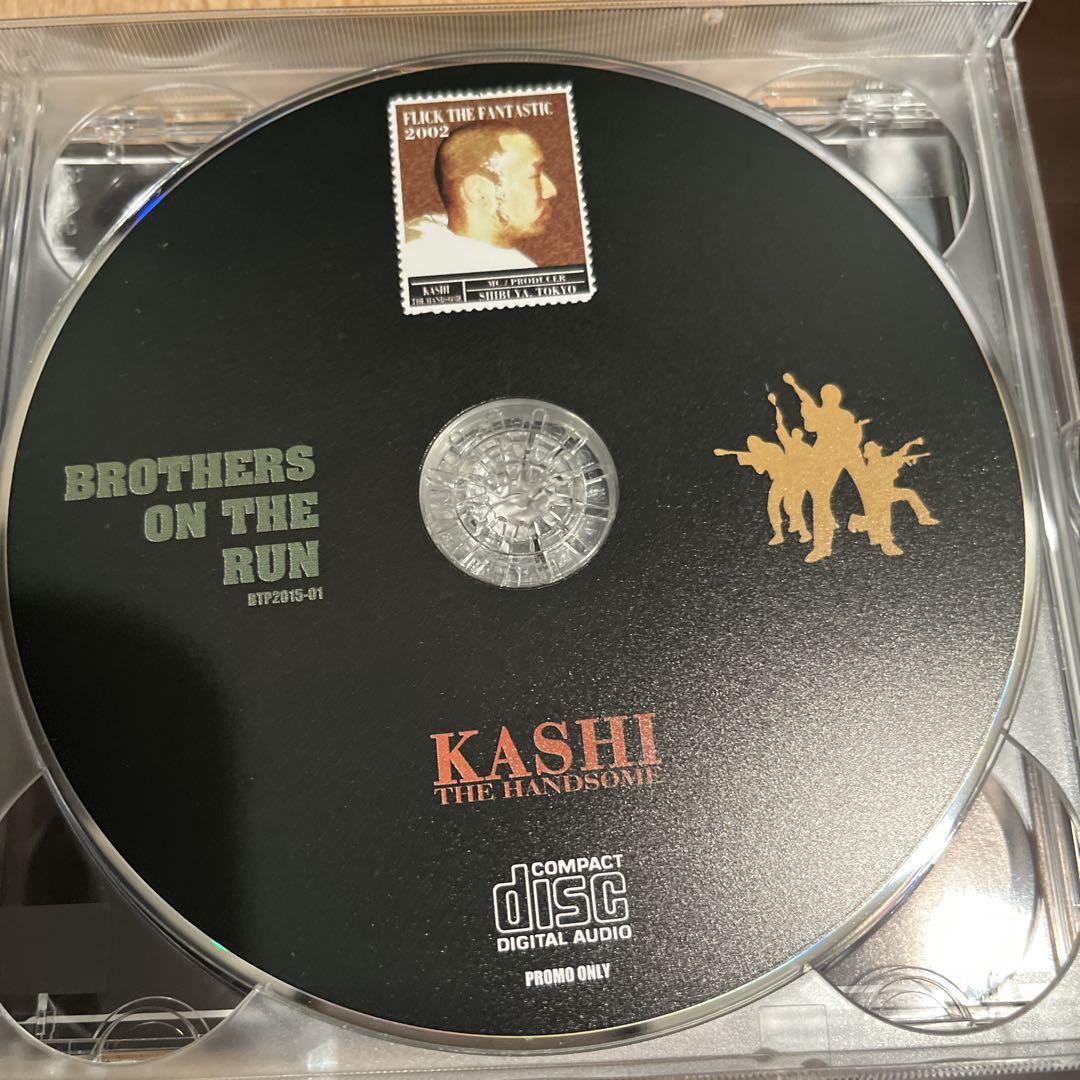 FLICK THE FANTASTIC
2002
KASHI
THE HANDSOME
MC / PRODUCER
SHIBUYA, TOKYO
BROTHERS
ON THE
RUN
BTP2015-01
KASHI
THE HANDSOME
COMPACT
disc
DIGITAL AUDIO
PROMO ONLY